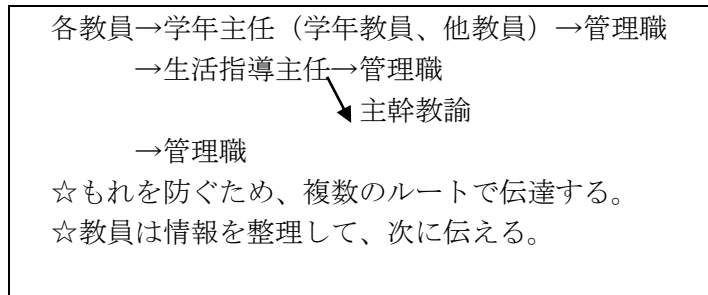 各教員→学年主任（学年教員、他教員）→管理職
→生活指導主任→管理職
主幹教諭
→管理職
☆もれを防ぐため、複数のルートで伝達する。
☆教員は情報を整理して、次に伝える。